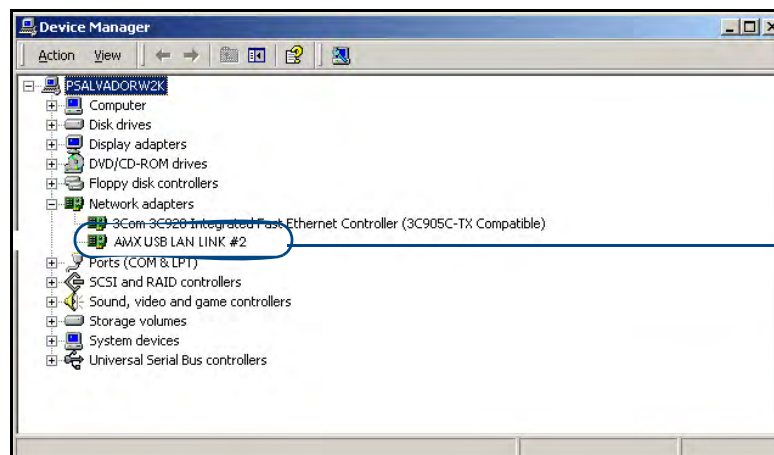 Device Manager
Action View
PSALVADORW2K
Computer
Disk drives
Display adapters
DVD/CD-ROM drives
Floppy disk controllers
Network adapters
3Com 3C920 Integrated Fast Ethernet Controller (3C905C-TX Compatible)
AMX USB LAN LINK #2
Ports (COM & LPT)
SCSI and RAID controllers
Sound, video and game controllers
Storage volumes
System devices
Universal Serial Bus controllers